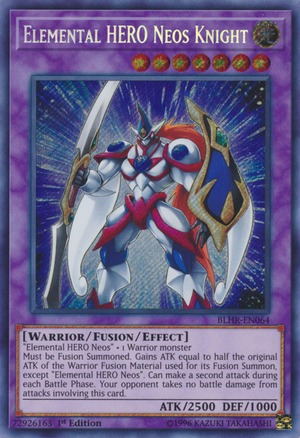 ELEMENTAL HERO NEOS KNIGHT
BLHR-EN064
[WARRIOR/FUSION/EFFECT]
"Elemental HERO Neos" + 1 Warrior monster
Must be Fusion Summoned. Gains ATK equal to half the original
ATK of the Warrior Fusion Material used for its Fusion Summon,
except "Elemental HERO Neos". Can make a second attack during
each Battle Phase. Your opponent takes no battle damage from
attacks involving this card.
ATK/2500 DEF/1000
72926163 1st Edition ©1996 KAZUKI TAKAHASHI